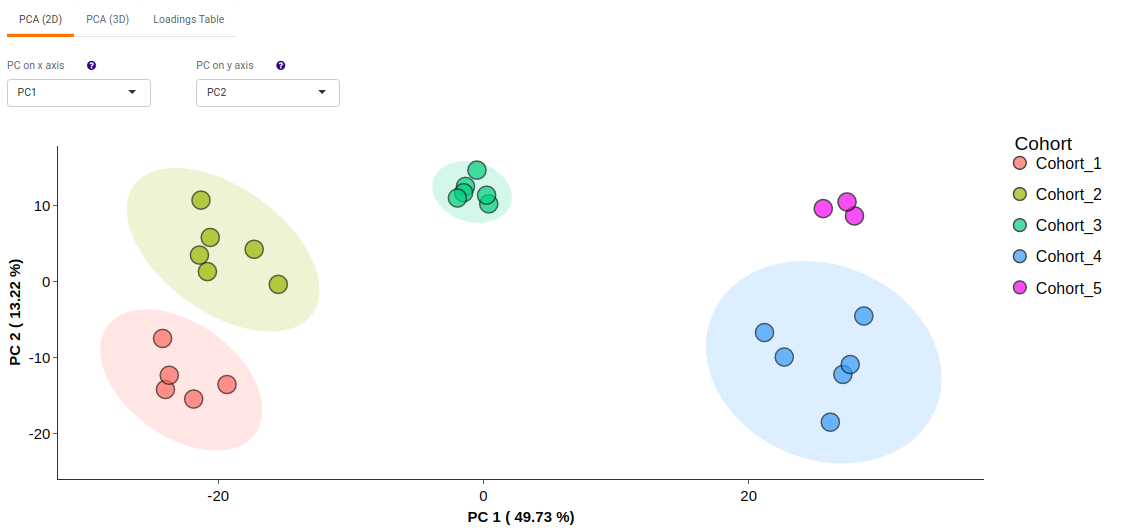 PCA (2D) PCA (3D) Loadings Table
PC on x axis ? PC on y axis ?
PC1 PC2
Cohort
Cohort_1
Cohort_2
Cohort_3
Cohort_4
Cohort_5
PC 2 ( 13.22 %)
10
0
-10
-20
-20 0 20
PC 1 ( 49.73 %)